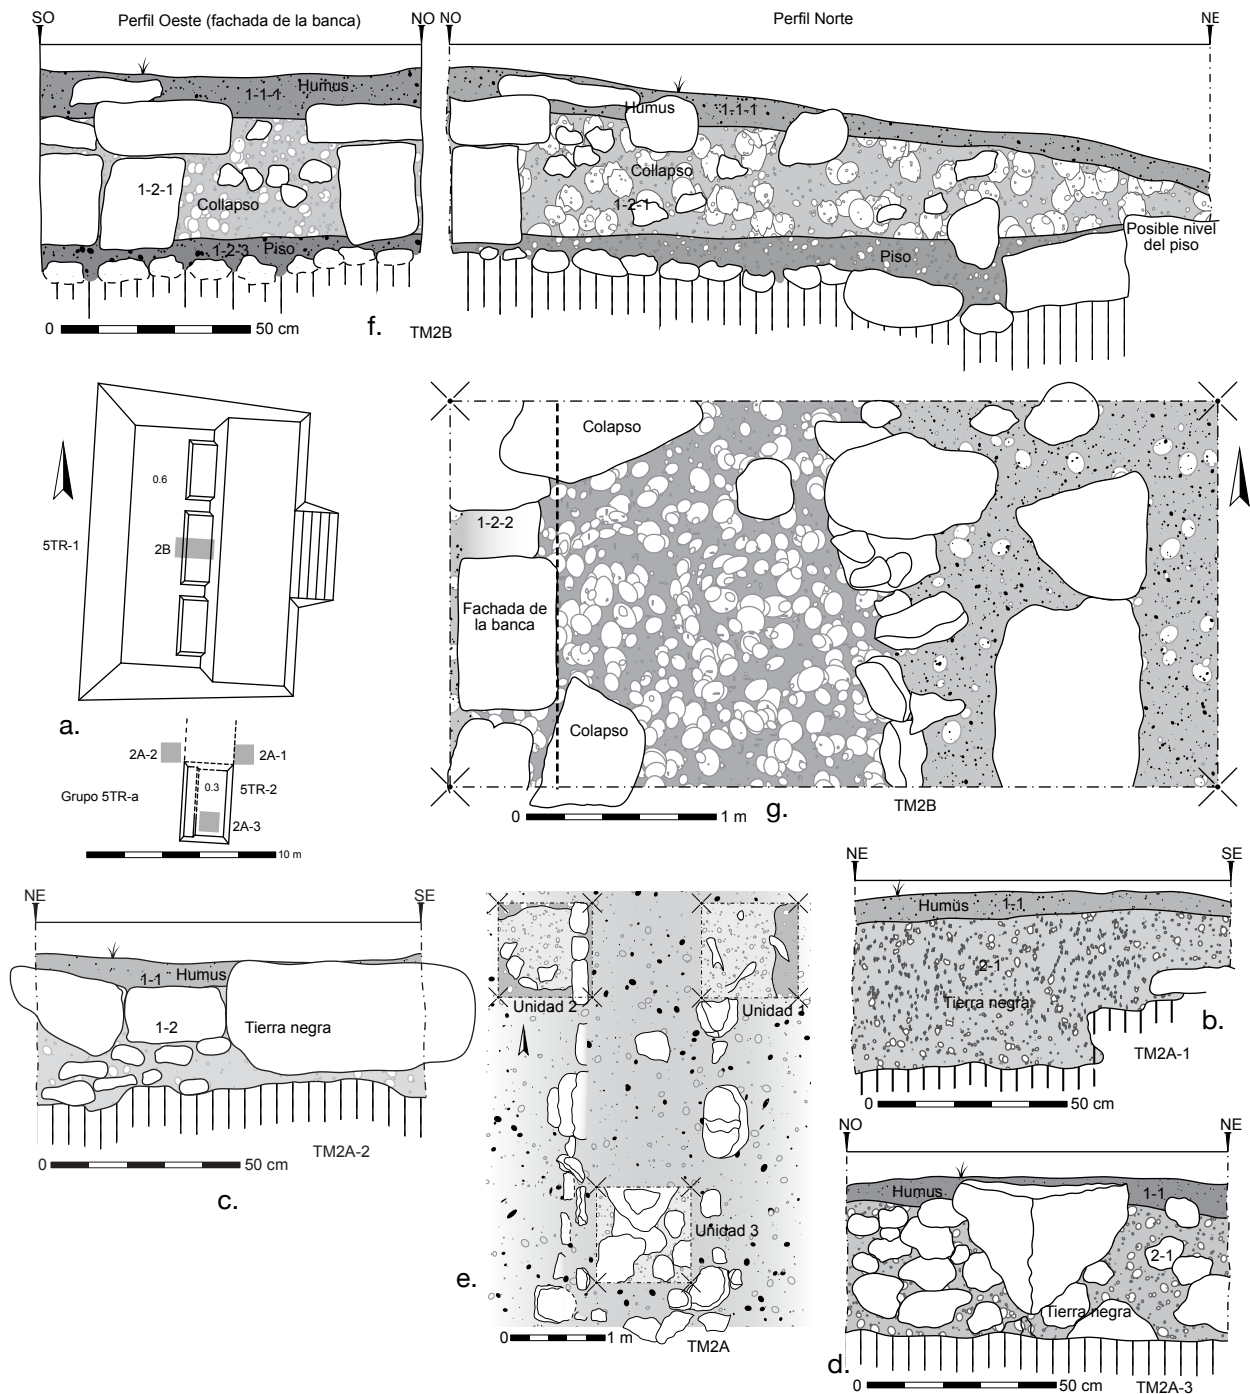 SO
Perfil Oeste (fachada de la banca)
NO
NO
Perfil Norte
NE
Humus
1-1-1
1-2-1
Collapso
1-2-3
Piso
0
50 cm
f.
TM2B
Humus
1-1-1
Collapso
1-2-1
Piso
Posible nivel
del piso
0.6
5TR-1
2B
a.
2A-2
2A-1
Grupo 5TR-a
0.3
5TR-2
2A-3
10 m
Colapso
1-2-2
Fachada de
la banca
Colapso
0
1 m
g.
TM2B
NE
SE
1-1
Humus
1-2
Tierra negra
TM2A-2
0
50 cm
c.
Unidad 2
Unidad 1
Unidad 3
e.
0
1 m
TM2A
NE
SE
Humus
1-1
2-1
Tierra negra
b.
TM2A-1
0
50 cm
NO
NE
Humus
1-1
2-1
Tierra negra
d.
0
50 cm
TM2A-3